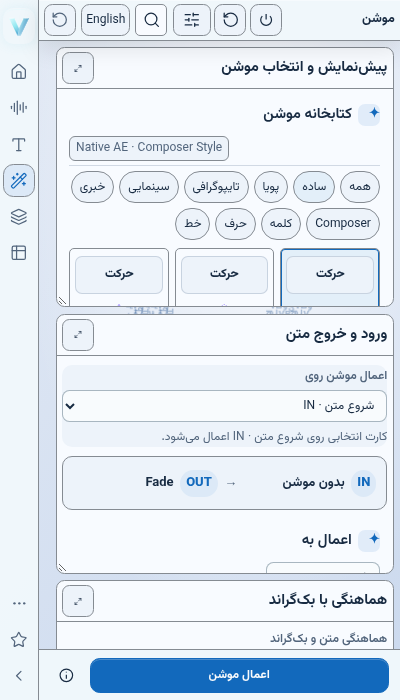 موشن
English
پیش‌نمایش و انتخاب موشن
کتابخانه موشن
Native AE · Composer Style
همه ساده پویا تایپوگرافی سینمایی خبری
Composer کلمه حرف خط
حرکت حرکت حرکت
ورود و خروج متن
اعمال موشن روی
شروع متن · IN
کارت انتخابی روی شروع متن · IN اعمال می‌شود.
IN بدون موشن → OUT Fade
اعمال به
هماهنگی با بک‌گراند
هماهنگی متن و بک‌گراند
اعمال موشن